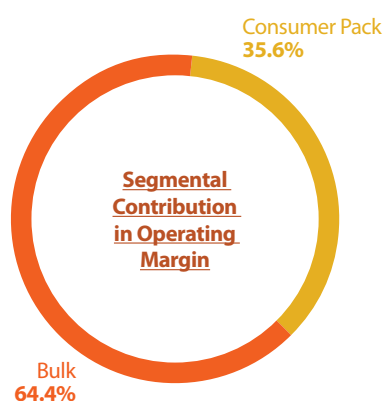 Consumer Pack
35.6%
Segmental
Contribution
in Operating
Margin
Bulk
64.4%